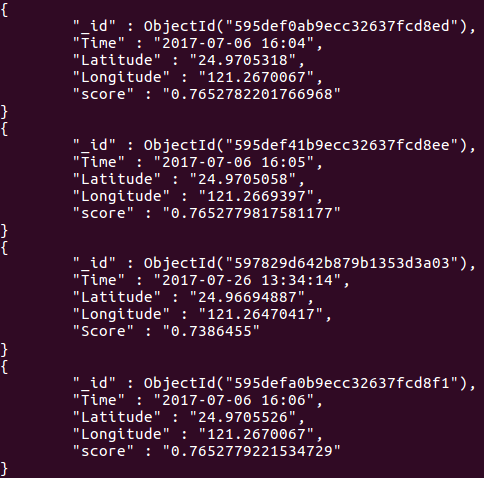 {
        "_id" : ObjectId("595def0ab9ecc32637fcd8ed"),
        "Time" : "2017-07-06 16:04",
        "Latitude" : "24.9705318",
        "Longitude" : "121.2670067",
        "score" : "0.7652782201766968"
}
{
        "_id" : ObjectId("595def41b9ecc32637fcd8ee"),
        "Time" : "2017-07-06 16:05",
        "Latitude" : "24.9705058",
        "Longitude" : "121.2669397",
        "score" : "0.7652779817581177"
}
{
        "_id" : ObjectId("597829d642b879b1353d3a03"),
        "Time" : "2017-07-26 13:34:14",
        "Latitude" : "24.96694887",
        "Longitude" : "121.26470417",
        "Score" : "0.7386455"
}
{
        "_id" : ObjectId("595defa0b9ecc32637fcd8f1"),
        "Time" : "2017-07-06 16:06",
        "Latitude" : "24.9705526",
        "Longitude" : "121.2670067",
        "score" : "0.7652779221534729"
}